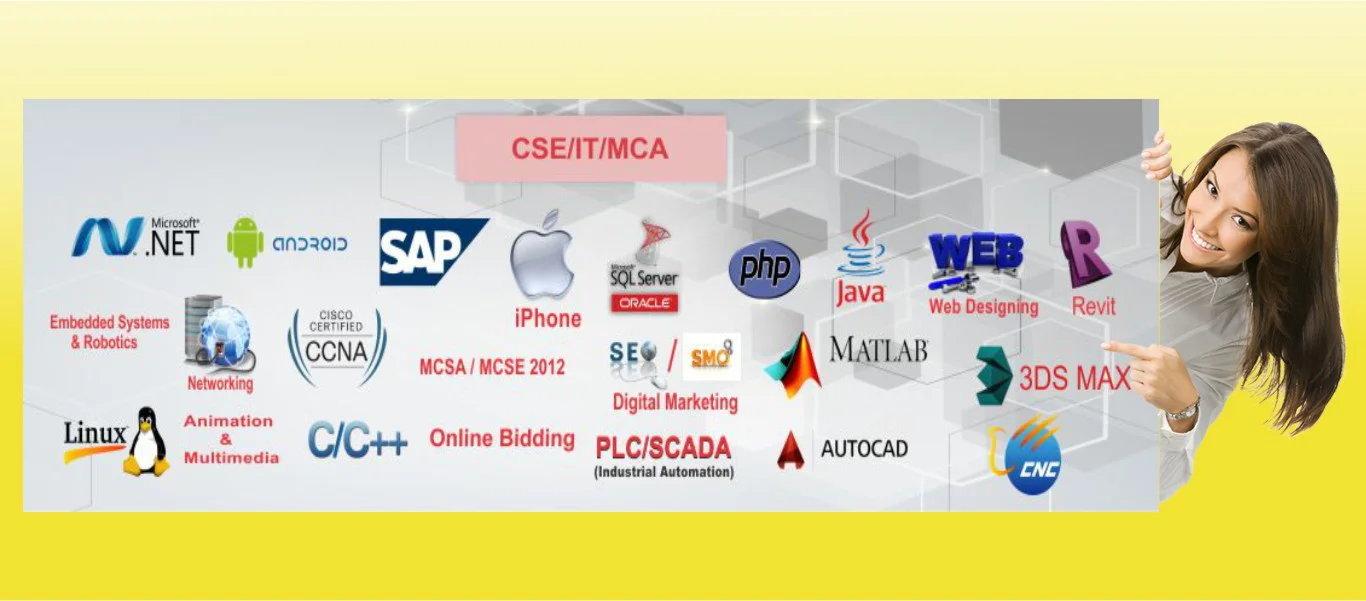 CSE/IT/MCA
Microsoft®
.NET
ANDROID
SAP
iPhone
Microsoft®
SQL Server
ORACLE
php
Java
WEB
Web Designing
R
Revit
Embedded Systems
& Robotics
Networking
CISCO
CERTIFIED
CCNA
MCSA / MCSE 2012
SEO / SMO
Digital Marketing
MATLAB
3DS MAX
Linux
Animation
&
Multimedia
C/C++
Online Bidding
PLC/SCADA
(Industrial Automation)
AUTOCAD
CNC